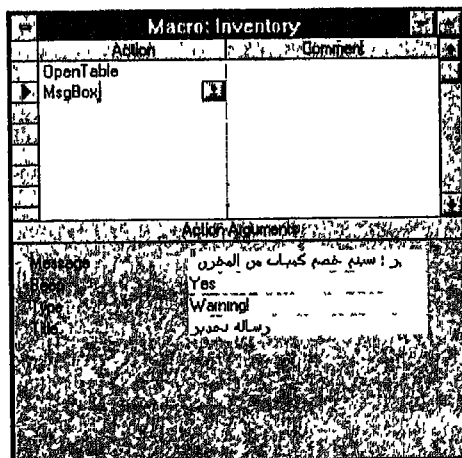 Macro: Inventory
Action Comment
OpenTable
MsgBox
Action Arguments
Message سيتم خصم كميات من المخزن
Beep Yes
Type Warning!
Title رسالة تحذير